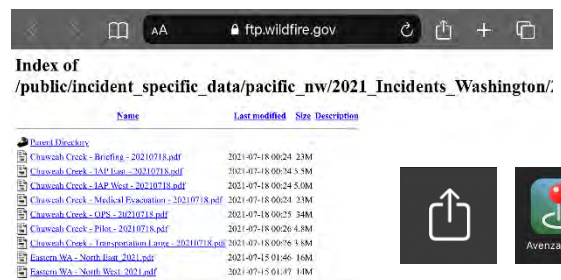 AA ftp.wildfire.gov
Index of
/public/incident_specific_data/pacific_nw/2021_Incidents_Washington/
Name Last modified Size Description
Parent Directory
Chuweah Creek - Briefing - 20210718.pdf 2021-07-18 00:24 23M
Chuweah Creek - IAP East - 20210718.pdf 2021-07-18 00:24 5.5M
Chuweah Creek - IAP West - 20210718.pdf 2021-07-18 00:24 5.0M
Chuweah Creek - Medical Evacuation - 20210718.pdf 2021-07-18 00:24 23M
Chuweah Creek - OPS - 20210718.pdf 2021-07-18 00:25 34M
Chuweah Creek - Pilot - 20210718.pdf 2021-07-18 00:26 4.8M
Chuweah Creek - Transportation Large - 20210718.pdf 2021-07-18 00:26 3.8M
Eastern WA - North East_2021.pdf 2021-07-15 01:46 16M
Eastern WA - North West_2021.pdf 2021-07-15 01:47 14M
Avenza